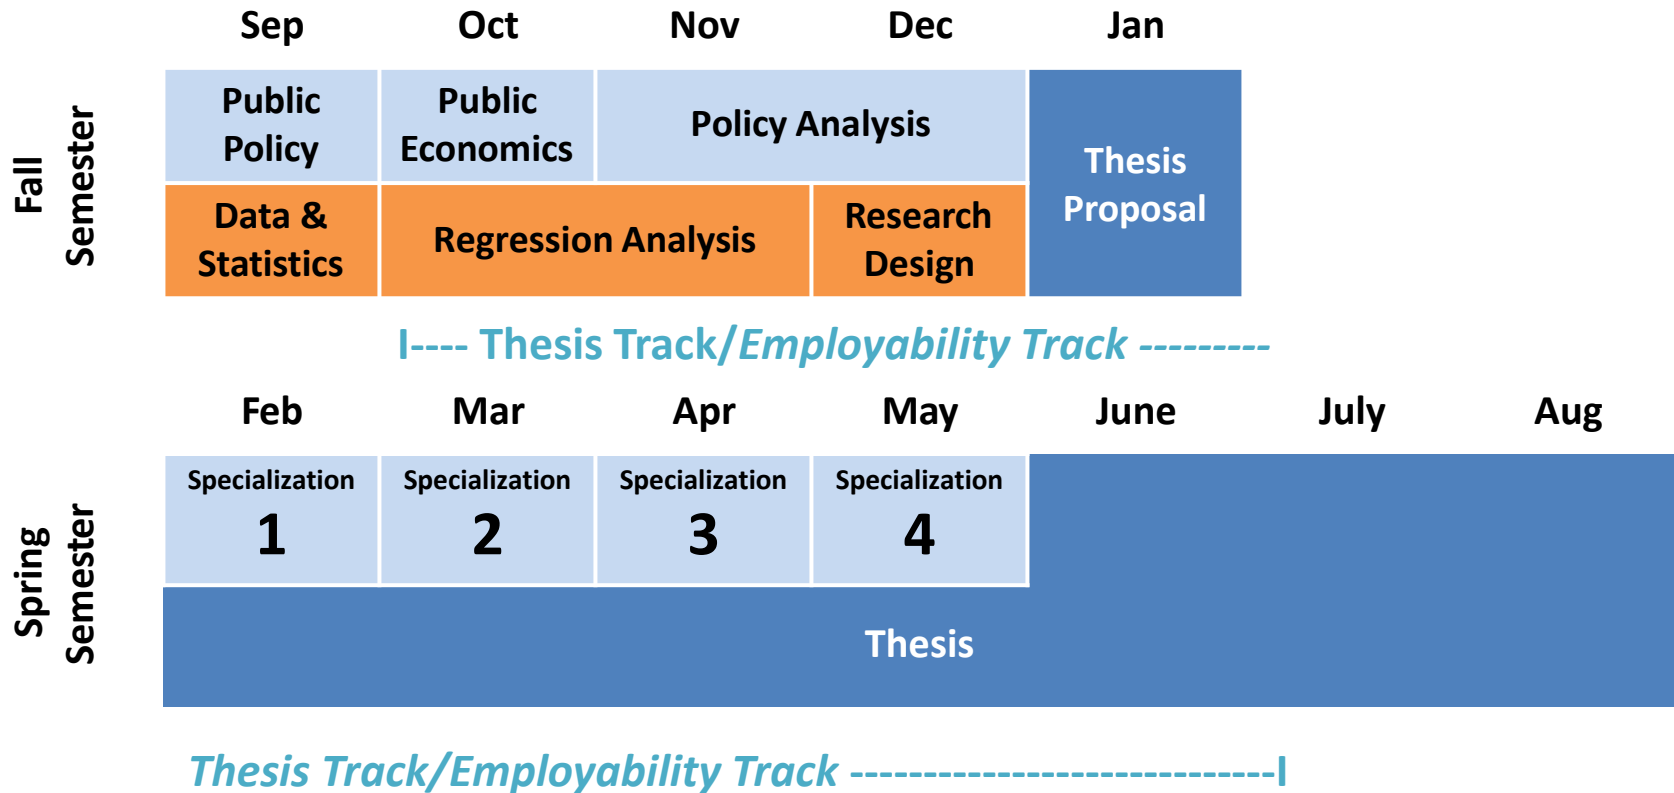 Sep Oct Nov Dec Jan
Fall
Semester
Public
Policy
Public
Economics
Policy Analysis
Thesis
Proposal
Data &
Statistics
Regression Analysis
Research
Design
I---- Thesis Track/Employability Track ---------
Feb Mar Apr May June July Aug
Spring
Semester
Specialization
1
Specialization
2
Specialization
3
Specialization
4
Thesis
Thesis Track/Employability Track -----------------------------I